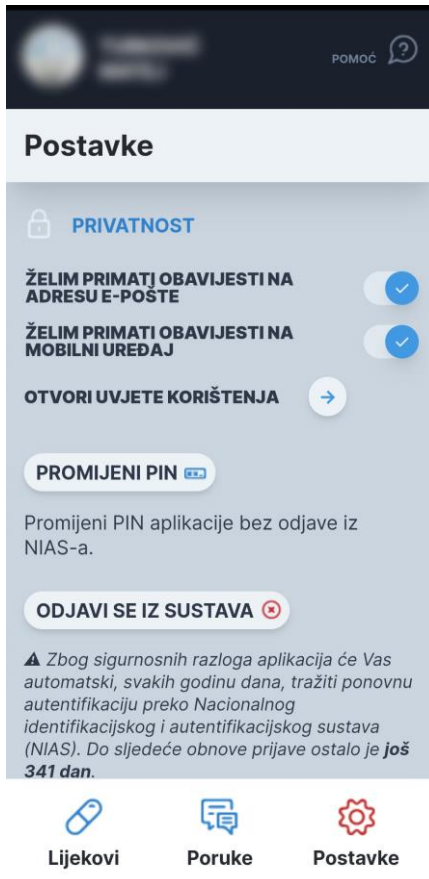 POMOĆ
Postavke
PRIVATNOST
ŽELIM PRIMATI OBAVIJESTI NA
ADRESU E-POŠTE
ŽELIM PRIMATI OBAVIJESTI NA
MOBILNI UREĐAJ
OTVORI UVJETE KORIŠTENJA
PROMIJENI PIN
Promijeni PIN aplikacije bez odjave iz
NIAS-a.
ODJAVI SE IZ SUSTAVA
Zbog sigurnosnih razloga aplikacija će Vas
automatski, svakih godinu dana, tražiti ponovnu
autentifikaciju preko Nacionalnog
identifikacijskog i autentifikacijskog sustava
(NIAS). Do sljedeće obnove prijave ostalo je još
341 dan.
Lijekovi Poruke Postavke